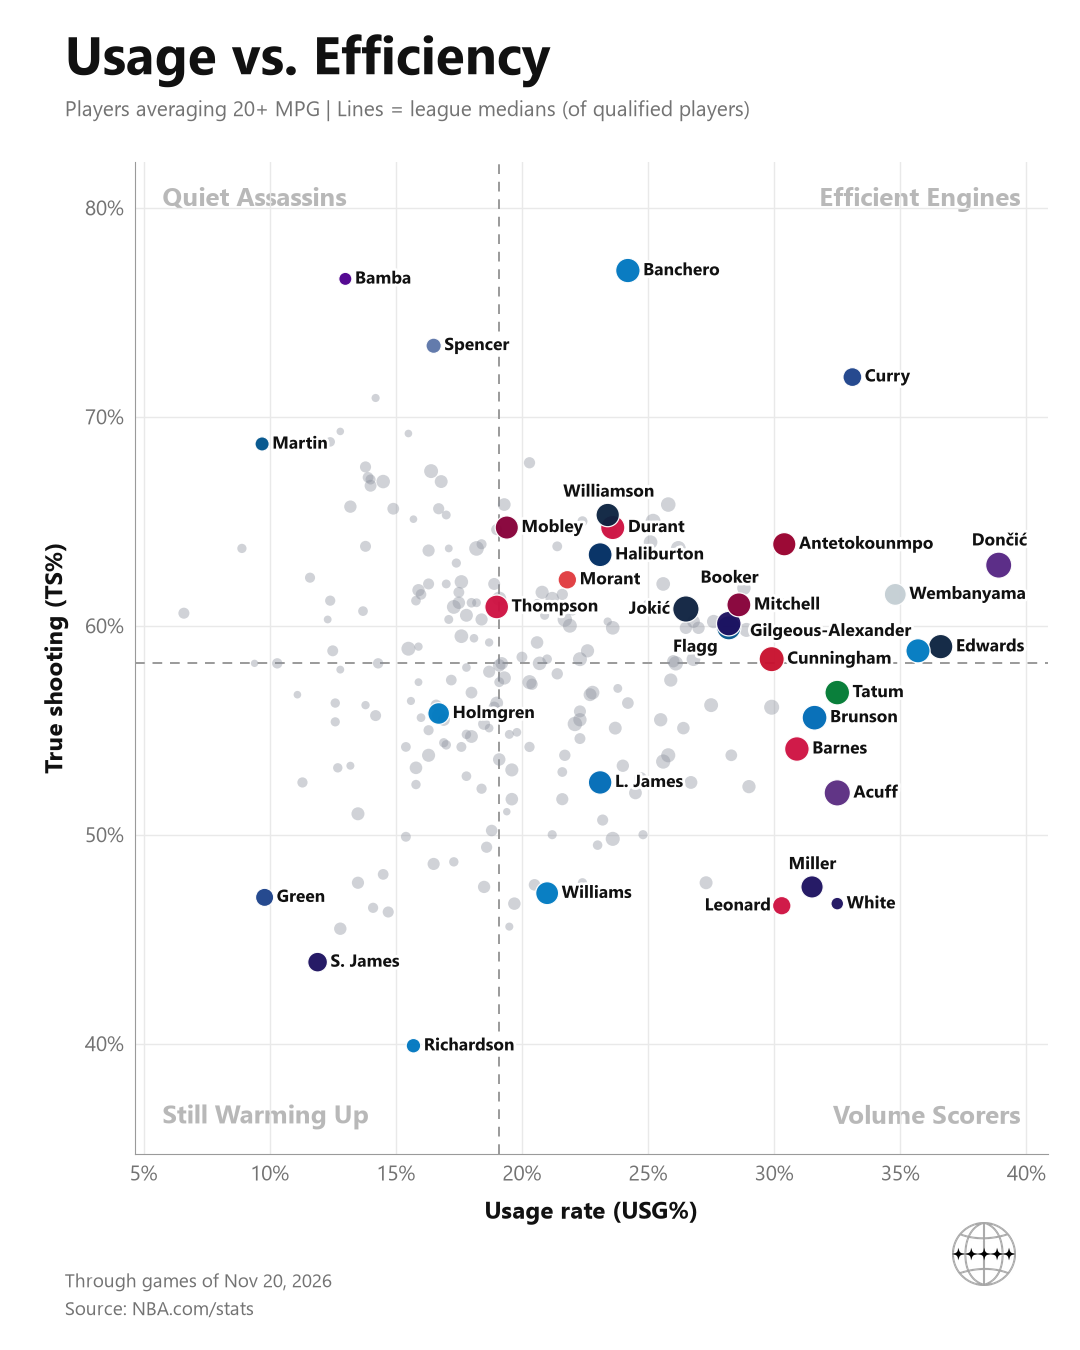 Usage vs. Efficiency
Players averaging 20+ MPG | Lines = league medians (of qualified players)
Quiet Assassins
Efficient Engines
80%
Banchero
Bamba
Spencer
Curry
70%
Martin
Williamson
Mobley
Durant
Antetokounmpo
Dončić
Haliburton
Morant
Booker
Wembanyama
Thompson
Jokić
Mitchell
60%
Gilgeous-Alexander
Flagg
Edwards
Cunningham
Tatum
Holmgren
Brunson
Barnes
L. James
Acuff
50%
Miller
Green
Williams
Leonard
White
S. James
40%
Richardson
Still Warming Up
Volume Scorers
True shooting (TS%)
5%
10%
15%
20%
25%
30%
35%
40%
Usage rate (USG%)
Through games of Nov 20, 2026
Source: NBA.com/stats